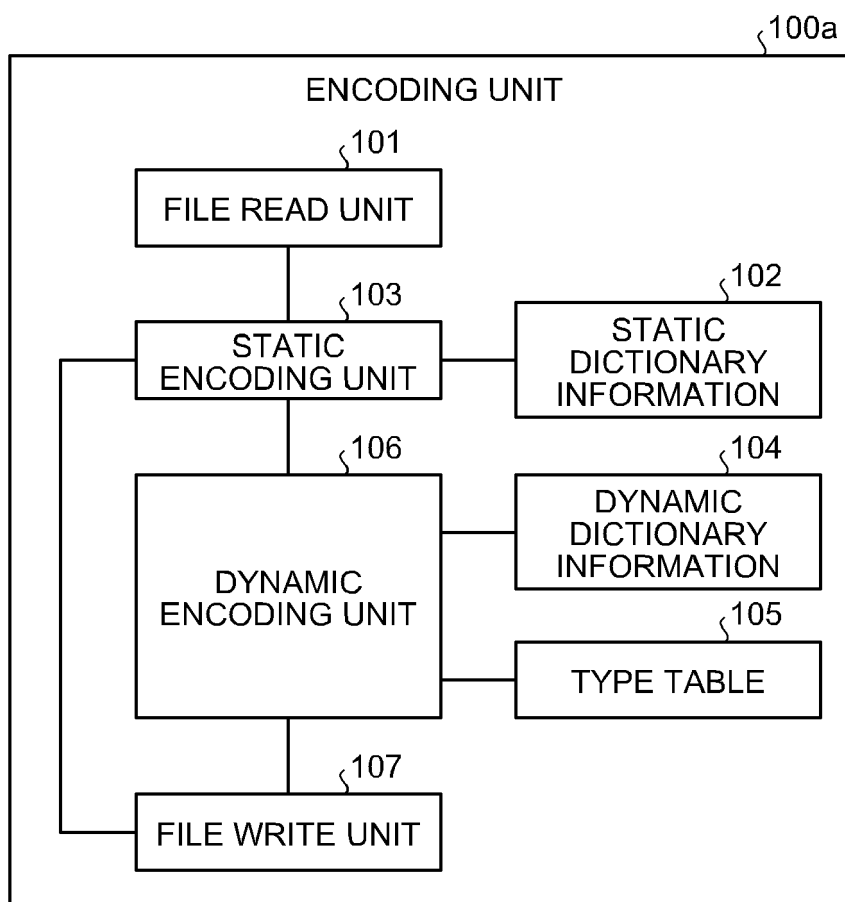 100a
ENCODING UNIT
101
FILE READ UNIT
103
STATIC
ENCODING UNIT
102
STATIC
DICTIONARY
INFORMATION
106
DYNAMIC
ENCODING UNIT
104
DYNAMIC
DICTIONARY
INFORMATION
105
TYPE TABLE
107
FILE WRITE UNIT